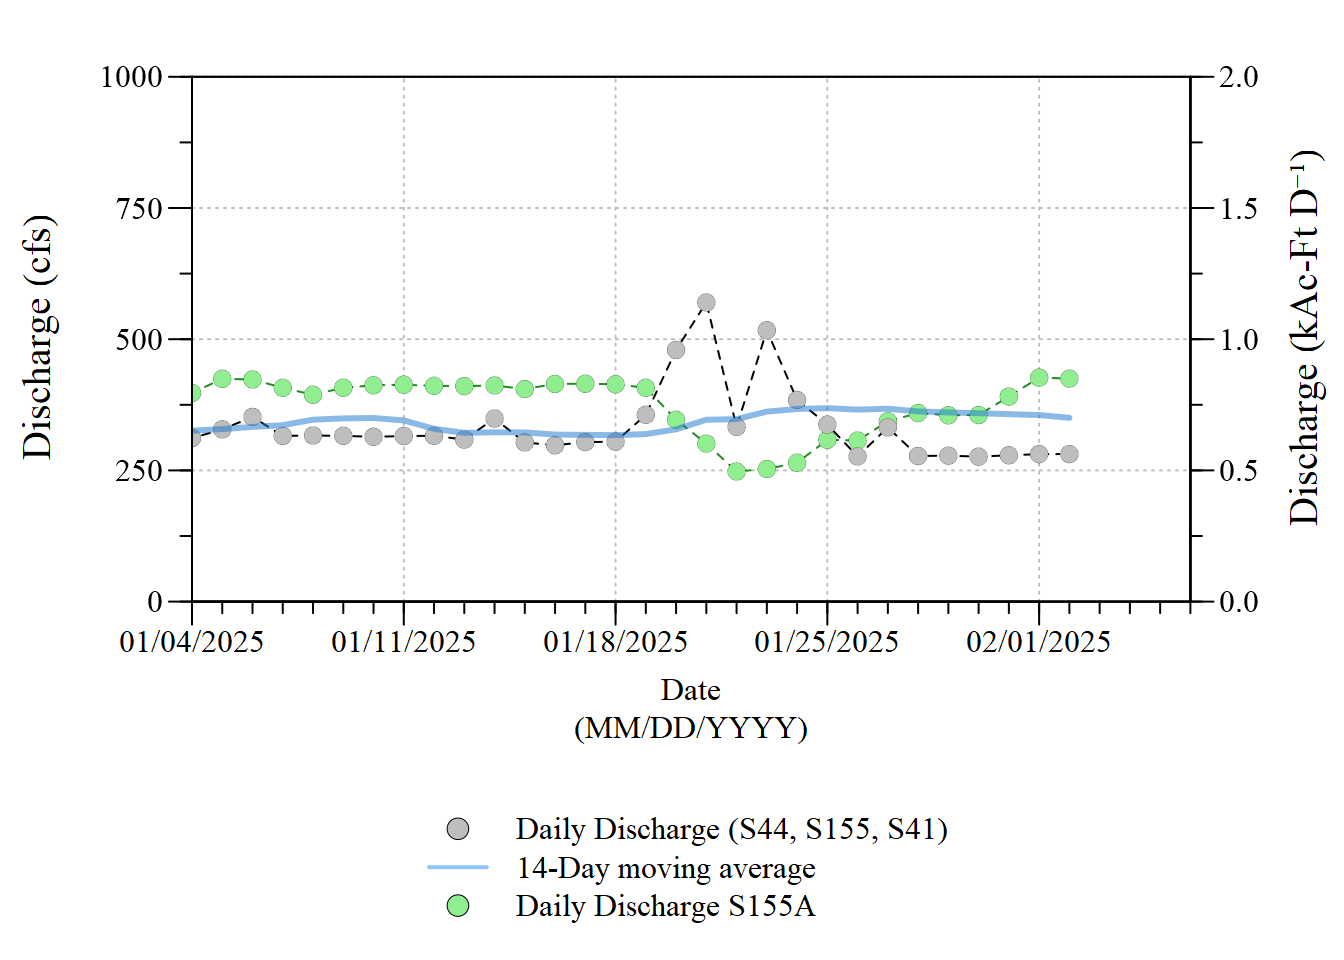 1000
750
500
250
0
Discharge (cfs)
2.0
1.5
1.0
0.5
0.0
Discharge (kAc-Ft D⁻¹)
01/04/2025 01/11/2025 01/18/2025 01/25/2025 02/01/2025
Date
(MM/DD/YYYY)
Daily Discharge (S44, S155, S41)
14-Day moving average
Daily Discharge S155A